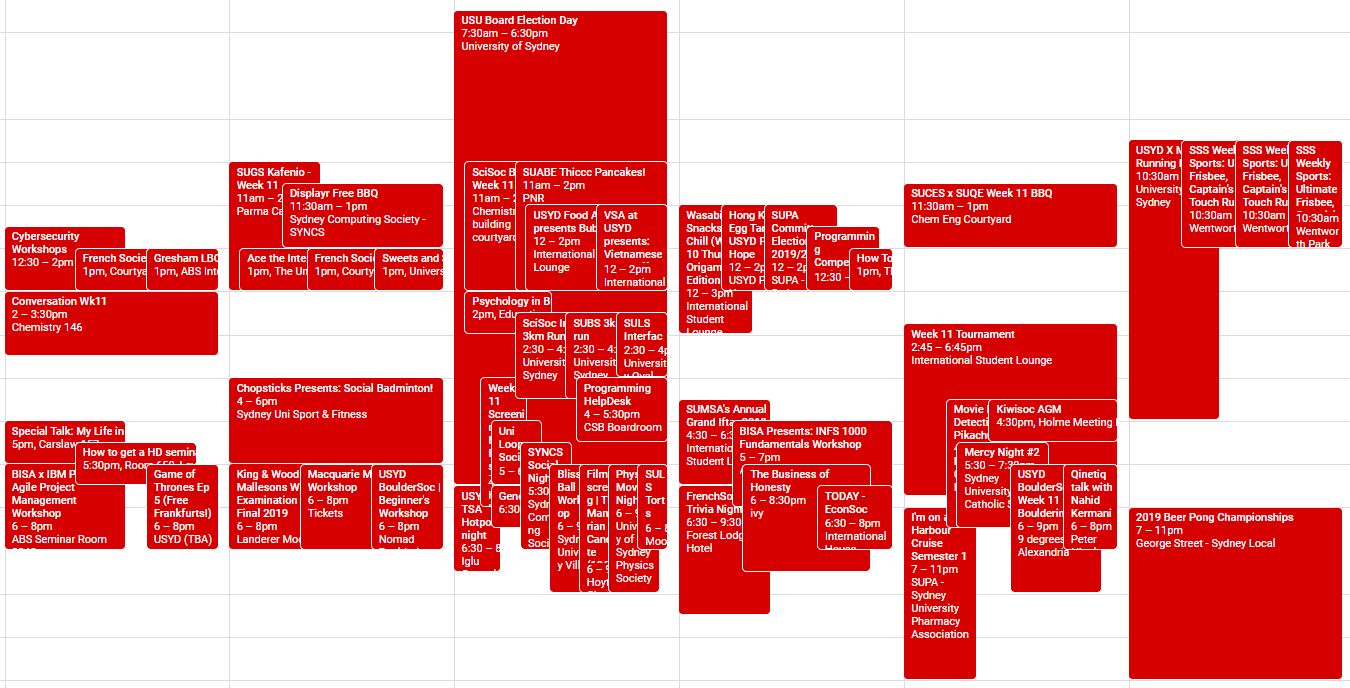 Cybersecurity
Workshops
12:30 – 2pm
French Socie
1pm, Courtya
Gresham LBC
1pm, ABS Int
Conversation Wk11
2 – 3:30pm
Chemistry 146
Special Talk: My Life in
5pm, Carslaw
How to get a HD semina
5:30pm, Room
BISA x IBM P
Agile Project
Management
Workshop
6 – 8pm
ABS Seminar Room
Game of
Thrones Ep
5 (Free
Frankfurts!)
6 – 8pm
USYD (TBA)
SUGS Kafenio -
Week 11
11am – 2
Parma Ca
Displayr Free BBQ
11:30am – 1pm
Sydney Computing Society -
SYNCS
Ace the Inte
1pm, The Un
French Soci
1pm, Courty
Sweets and S
1pm, Univers
Chopsticks Presents: Social Badminton!
4 – 6pm
Sydney Uni Sport & Fitness
King & Wood
Mallesons W
Examination
Final 2019
6 – 8pm
Landerer Moo
Macquarie M
Workshop
6 – 8pm
Tickets
USYD
BoulderSoc |
Beginner's
Workshop
6 – 8pm
Nomad
USU Board Election Day
7:30am – 6:30pm
University of Sydney
SciSoc B
Week 11
11am – 2
Chemistr
building
courtyard
SUABE Thiccc Pancakes!
11am – 2pm
PNR
USYD Food A
presents Bub
12 – 2pm
International
Lounge
VSA at
USYD
presents:
Vietnamese
12 – 2pm
International
Psychology in B
2pm, Educatio
SciSoc In
3km Run
2:30 – 4:
Universit
Sydney
SUBS 3k
run
2:30 – 4:
Universit
Sydney
SULS
Interfac
2:30 – 4p
Universit
y Oval
Week
11
Screeni
Programming
HelpDesk
4 – 5:30pm
CSB Boardroom
Uni
Loop
Soci
5 – 6
SYNCS
Social
Nigh
5:30
Sydn
Com
ng
Soci
USY
TSA
Hotpo
night
6:30 – 8
Iglu
Gene
6:30
Bliss
Ball
Work
op
6 – 9
Sydn
Univ
y Vill
Film
scree
g | T
Man
rian
Cand
te
6 –
Hoyt
Phys
Movi
Nigh
6 – 9
Univ
y of
Sydney
Physics
Society
SUL
S
Tort
s
6 – 8
Moo
Wasabi
Snacks
Chill (W
10 Thur
Origam
Edition
12 – 3pm
International
Student
Lounge
Hong K
Egg Tar
USYD F
Hope
12 – 2p
USYD F
SUPA
Committ
Election
2019/2
12 – 2p
SUPA -
Programmin
g
Compe
12:30 –
How To
1pm, Th
SUMSA's Annual
Grand Ifta
4:30 – 6:3
Internatio
Student L
BISA Presents: INFS 1000
Fundamentals Workshop
5 – 7pm
The Business of
Honesty
6 – 8:30pm
ivy
FrenchSo
Trivia Nigh
6:30 – 9:30
Forest Lodg
Hotel
TODAY -
EconSoc
6:30 – 8pm
International
House
SUCES x SUQE Week 11 BBQ
11:30am – 1pm
Chem Eng Courtyard
Week 11 Tournament
2:45 – 6:45pm
International Student Lounge
Movie N
Detecti
Pikach
Kiwisoc AGM
4:30pm, Holme Meeting
Mercy Night #2
5:30 – 7:30pm
Sydney
University
Catholic S
USYD
BoulderS
Week 11
Boulderin
6 – 9pm
9 degrees
Alexandria
Qinetiq
talk with
Nahid
Kermani
6 – 8pm
Peter
I'm on a
Harbour
Cruise
Semester 1
7 – 11pm
SUPA -
Sydney
University
Pharmacy
Association
USYD X M
Running
10:30am
University
Sydney
SSS Week
Sports: U
Frisbee,
Captain's
Touch Ru
10:30am
Wentwort
SSS Week
Sports: U
Frisbee,
Captain's
Touch Ru
10:30am
Wentwort
SSS
Weekly
Sports:
Ultimate
Frisbee,
10:30am
Wentwor
th Park
2019 Beer Pong Championships
7 – 11pm
George Street - Sydney Local